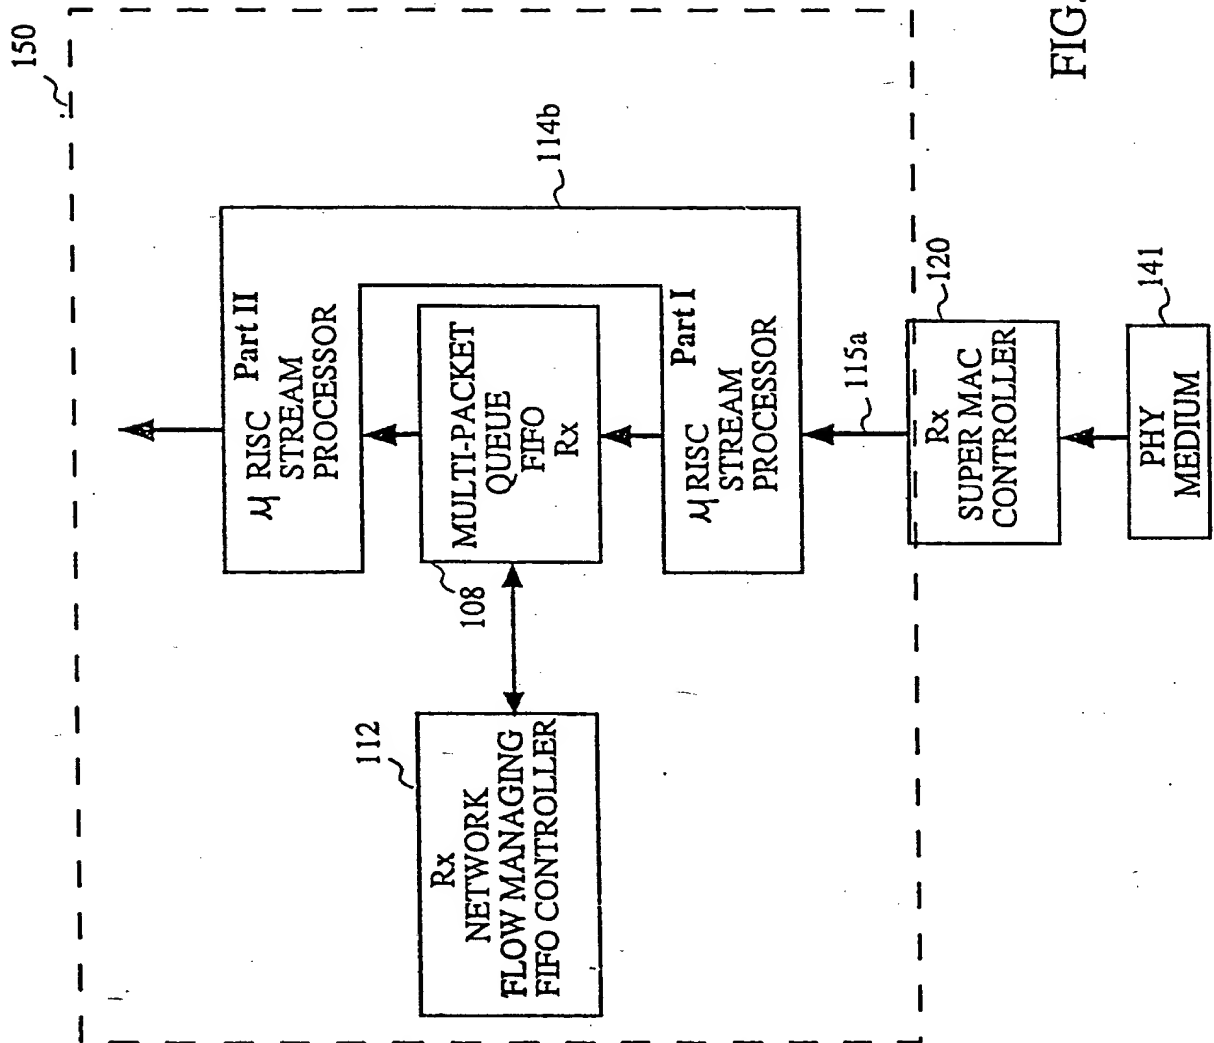 150
114b
Part II
μ RISC
STREAM
PROCESSOR
MULTI-PACKET
QUEUE
FIFO
Rx
108
Part I
μ RISC
STREAM
PROCESSOR
112
Rx
NETWORK
FLOW MANAGING
FIFO CONTROLLER
115a
120
Rx
SUPER MAC
CONTROLLER
141
PHY
MEDIUM
FIG.